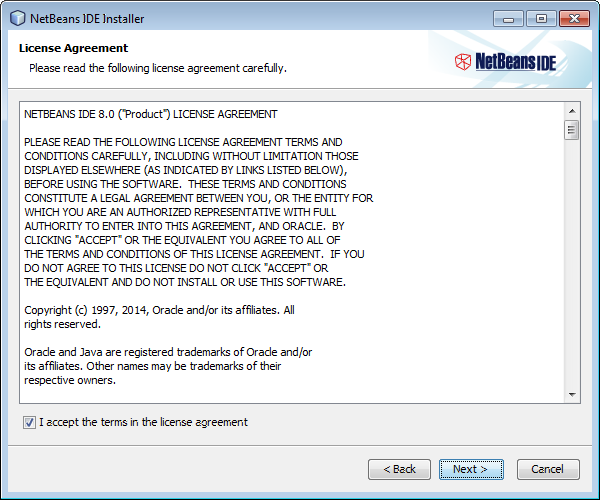 NetBeans IDE Installer
License Agreement
Please read the following license agreement carefully.
NetBeans IDE
NETBEANS IDE 8.0 ("Product") LICENSE AGREEMENT
PLEASE READ THE FOLLOWING LICENSE AGREEMENT TERMS AND
CONDITIONS CAREFULLY, INCLUDING WITHOUT LIMITATION THOSE
DISPLAYED ELSEWHERE (AS INDICATED BY LINKS LISTED BELOW),
BEFORE USING THE SOFTWARE.  THESE TERMS AND CONDITIONS
CONSTITUTE A LEGAL AGREEMENT BETWEEN YOU, OR THE ENTITY FOR
WHICH YOU ARE AN AUTHORIZED REPRESENTATIVE WITH FULL
AUTHORITY TO ENTER INTO THIS AGREEMENT, AND ORACLE.  BY
CLICKING "ACCEPT" OR THE EQUIVALENT YOU AGREE TO ALL OF
THE TERMS AND CONDITIONS OF THIS LICENSE AGREEMENT.  IF YOU
DO NOT AGREE TO THIS LICENSE DO NOT CLICK "ACCEPT" OR
THE EQUIVALENT AND DO NOT INSTALL OR USE THIS SOFTWARE.
Copyright (c) 1997, 2014, Oracle and/or its affiliates. All
rights reserved.
Oracle and Java are registered trademarks of Oracle and/or
its affiliates. Other names may be trademarks of their
respective owners.
I accept the terms in the license agreement
< Back
Next >
Cancel